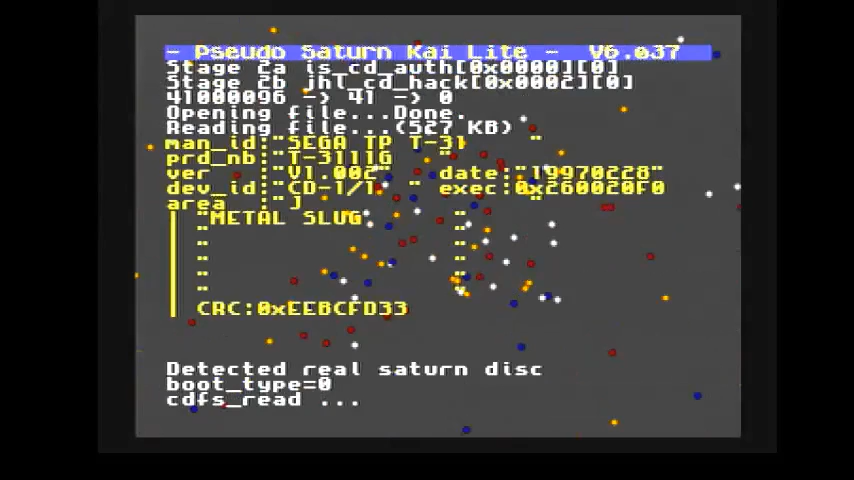 - Pseudo Saturn Kai Lite - V6.037
Stage 2a is_cd_auth[0x0000][0]
Stage 2b jhl_cd_hack[0x0002][0]
41000096 -> 41 -> 0
Opening file...Done.
Reading file...(527 KB)
man_id:"SEGA TP T-31 "
prd_nb:"T-3111G "
ver :"V1.002" date:"19970228"
dev_id:"CD-1/1 " exec:0x260020F0
area :"J "
"METAL SLUG "
" "
" "
" "
" "
" "
CRC:0xEEBCFD33
Detected real saturn disc
boot_type=0
cdfs_read ...